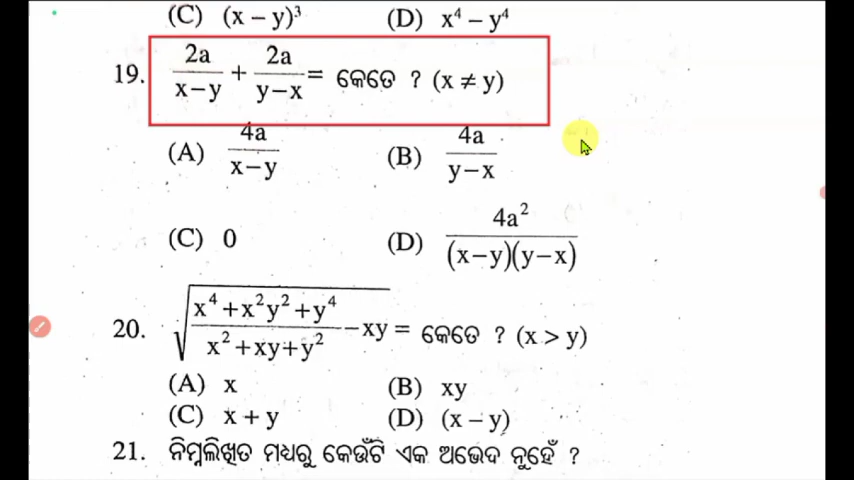 (C) (x – y)³ (D) x⁴ – y⁴
19. 2a/(x–y) + 2a/(y–x) = କେତେ ? (x ≠ y)
(A) 4a/(x–y) (B) 4a/(y–x)
(C) 0 (D) 4a²/((x–y)(y–x))
20. √((x⁴+x²y²+y⁴)/(x²+xy+y²) –xy) = କେତେ ? (x > y)
(A) x (B) xy
(C) x + y (D) (x – y)
21. ନିମ୍ନଲିଖିତ ମଧ୍ୟରୁ କେଉଁଟି ଏକ ଅଭେଦ ନୁହେଁ ?